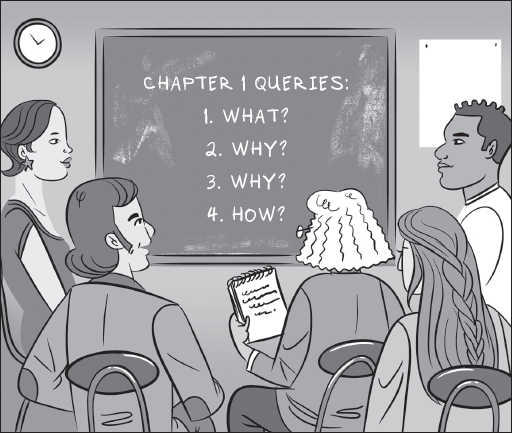 CHAPTER 1 QUERIES:
1. WHAT?
2. WHY?
3. WHY?
4. HOW?